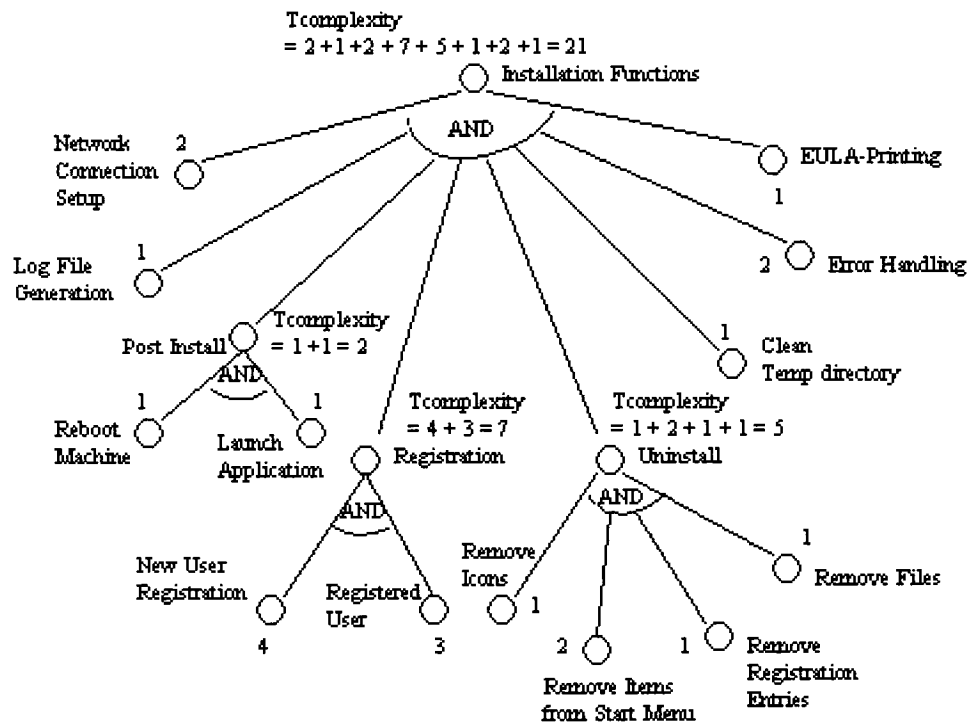 Tcomplexity
= 2 +1 +2 + 7 + 5 + 1 +2 +1 = 21
Installation Functions
AND
Network
Connection
Setup
2
EULA-Printing
1
Log File
Generation
1
2
Error Handling
Post Install
Tcomplexity
= 1 +1 = 2
AND
1
Clean
Temp directory
1
Reboot
Machine
1
Launch
Application
Tcomplexity
= 4 + 3 = 7
Registration
AND
Tcomplexity
= 1 + 2 + 1 + 1 = 5
Uninstall
AND
New User
Registration
4
Registered
User
3
Remove
Icons
1
1
Remove Files
2
Remove Items
from Start Menu
1
Remove
Registration
Entries